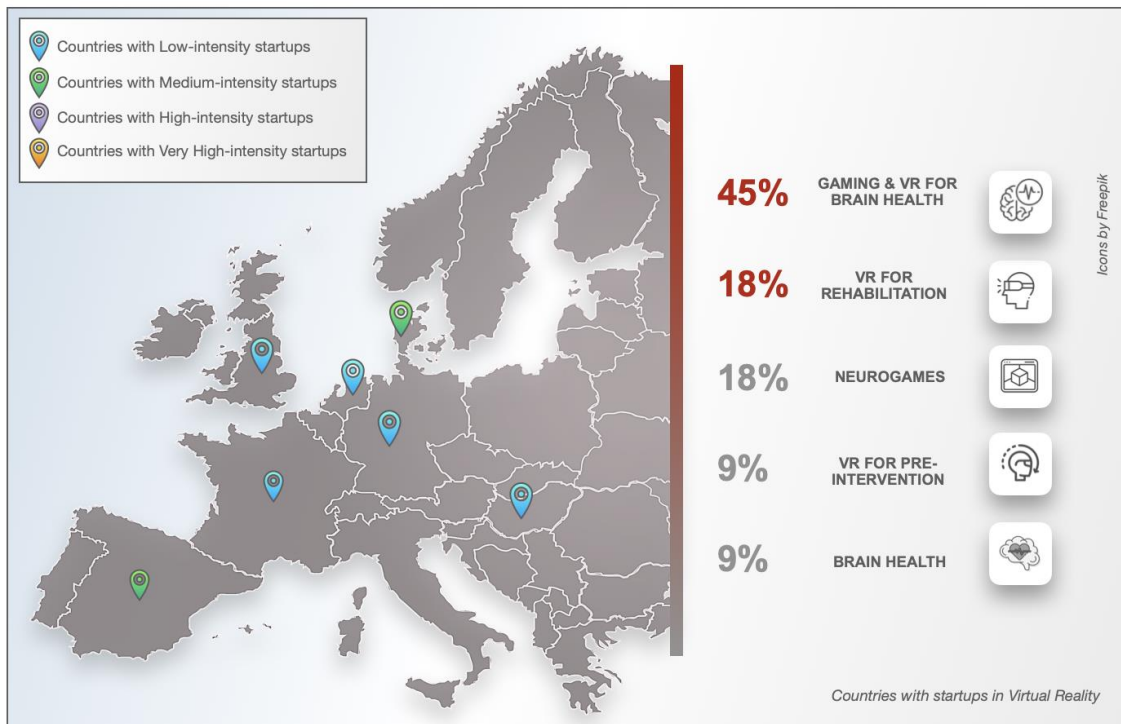 Countries with Low-intensity startups
Countries with Medium-intensity startups
Countries with High-intensity startups
Countries with Very High-intensity startups
45%
GAMING & VR FOR
BRAIN HEALTH
18%
VR FOR
REHABILITATION
18%
NEUROGAMES
9%
VR FOR PRE-
INTERVENTION
9%
BRAIN HEALTH
Icons by Freepik
Countries with startups in Virtual Reality